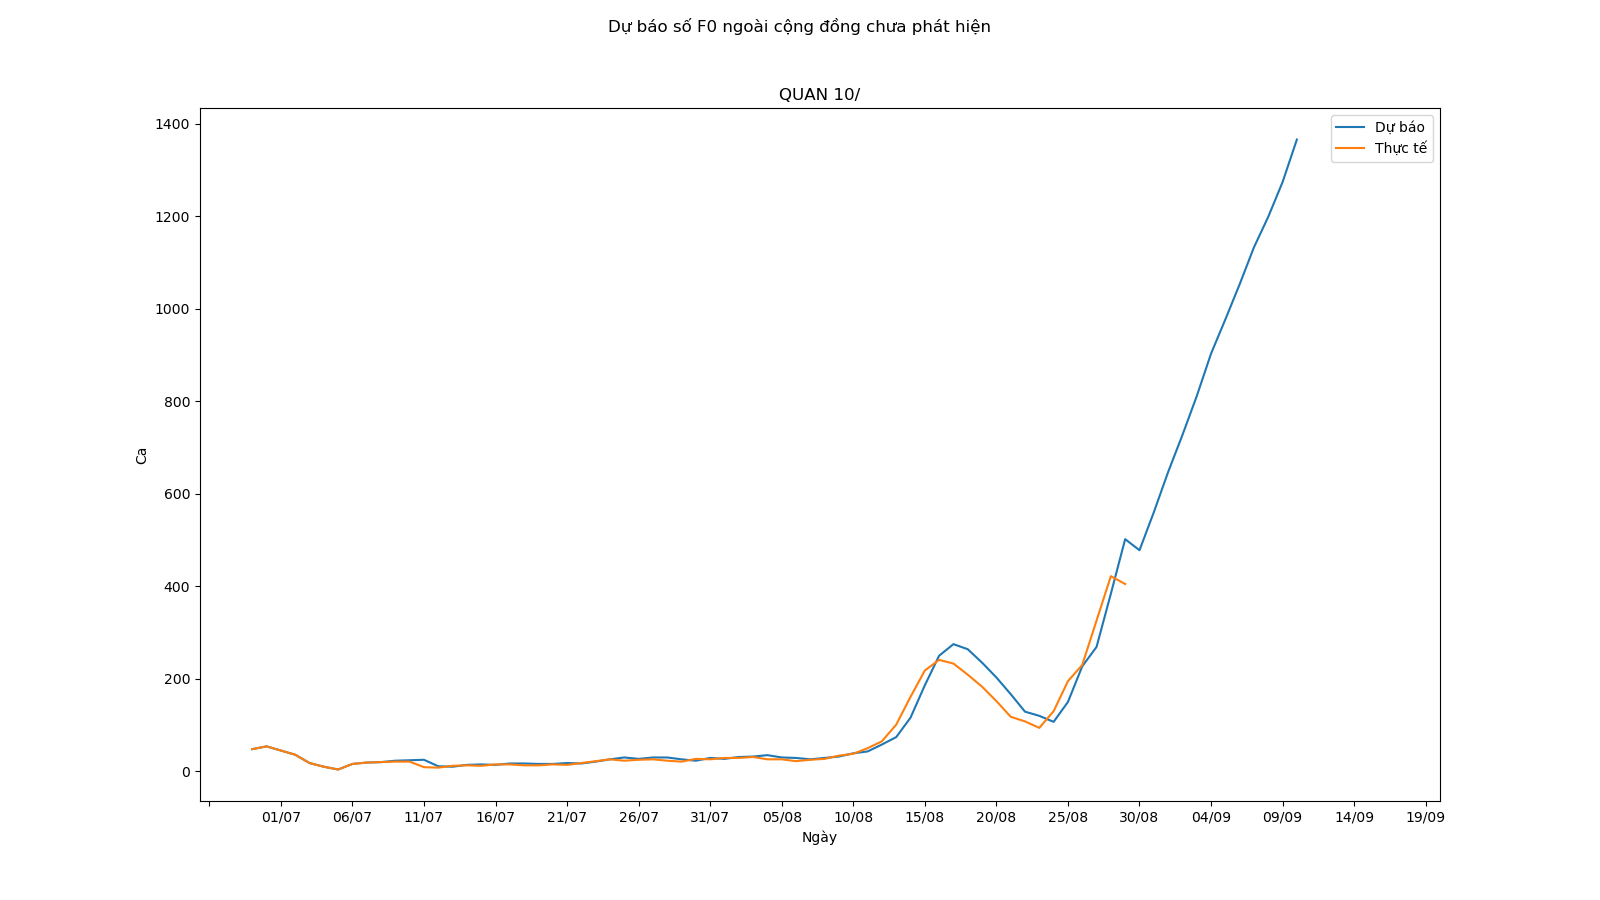 Dự báo số F0 ngoài cộng đồng chưa phát hiện
QUAN 10/
1400
1200
1000
800
600
400
200
0
Ca
Dự báo
Thực tế
01/07 06/07 11/07 16/07 21/07 26/07 31/07 05/08 10/08 15/08 20/08 25/08 30/08 04/09 09/09 14/09 19/09
Ngày